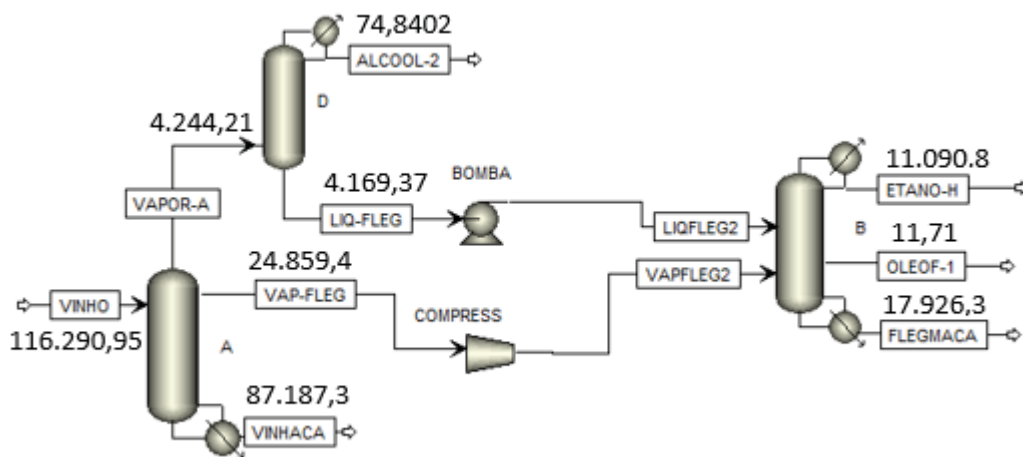 74,8402
ALCOOL-2
D
4.244,21
VAPOR-A
4.169,37
LIQ-FLEG
BOMBA
LIQFLEG2
11.090.8
ETANO-H
B
11,71
OLEOF-1
VAPFLEG2
17.926,3
FLEGMACA
24.859,4
VAP-FLEG
COMPRESS
VINHO
116.290,95
A
87.187,3
VINHACA